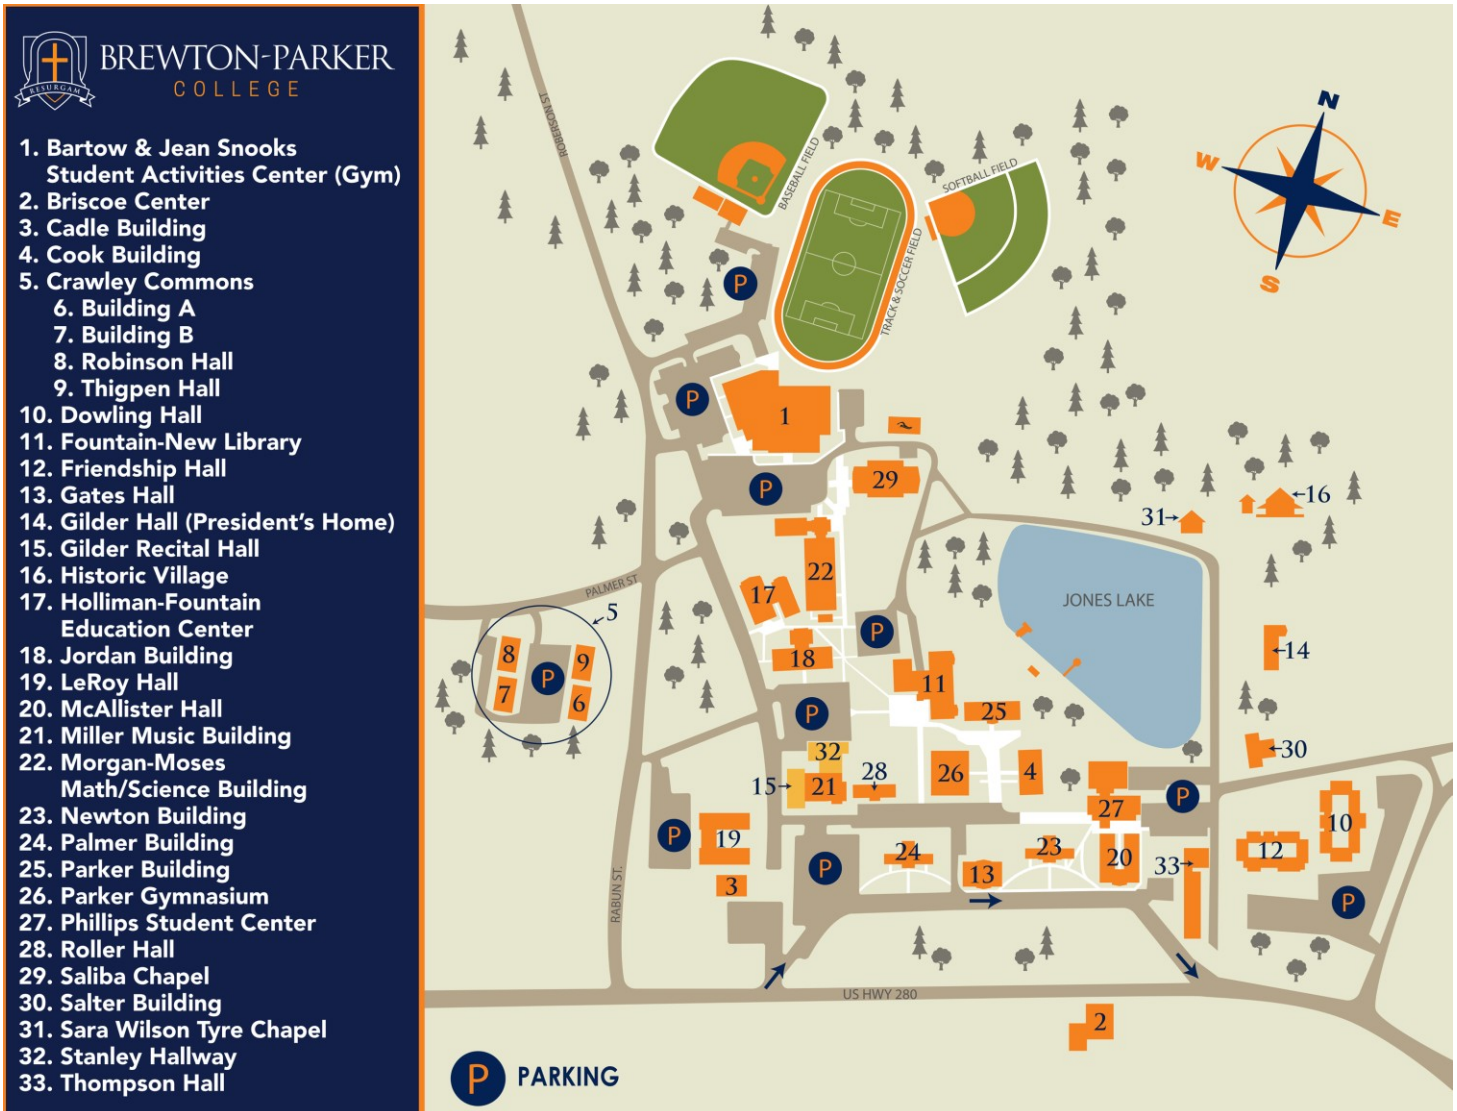 BREWTON-PARKER
COLLEGE
RESURGAM
1. Bartow & Jean Snooks
Student Activities Center (Gym)
2. Briscoe Center
3. Cadle Building
4. Cook Building
5. Crawley Commons
6. Building A
7. Building B
8. Robinson Hall
9. Thigpen Hall
10. Dowling Hall
11. Fountain-New Library
12. Friendship Hall
13. Gates Hall
14. Gilder Hall (President's Home)
15. Gilder Recital Hall
16. Historic Village
17. Holliman-Fountain
Education Center
18. Jordan Building
19. LeRoy Hall
20. McAllister Hall
21. Miller Music Building
22. Morgan-Moses
Math/Science Building
23. Newton Building
24. Palmer Building
25. Parker Building
26. Parker Gymnasium
27. Phillips Student Center
28. Roller Hall
29. Saliba Chapel
30. Salter Building
31. Sara Wilson Tyre Chapel
32. Stanley Hallway
33. Thompson Hall
ROBERSON ST.
BASEBALL FIELD
SOFTBALL FIELD
TRACK & SOCCER FIELD
N
W
E
S
P
P
1
P
29
16
31
22
PALMER ST.
17
JONES LAKE
5
P
18
14
8
9
P
7
6
11
25
P
32
30
15
21
28
26
4
P
27
P
19
24
23
20
10
12
33
P
13
3
P
RABUN ST.
US HWY 280
2
P PARKING